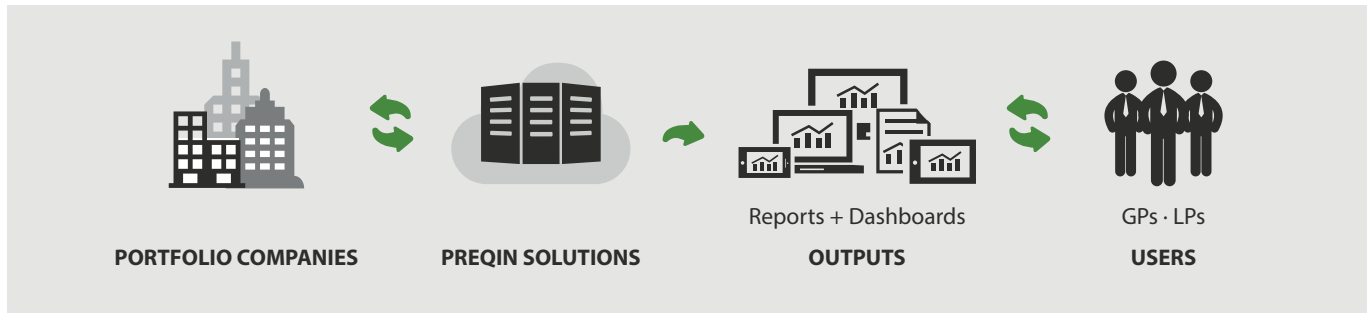 Reports + Dashboards
GPs · LPs
PORTFOLIO COMPANIES
PREQIN SOLUTIONS
OUTPUTS
USERS